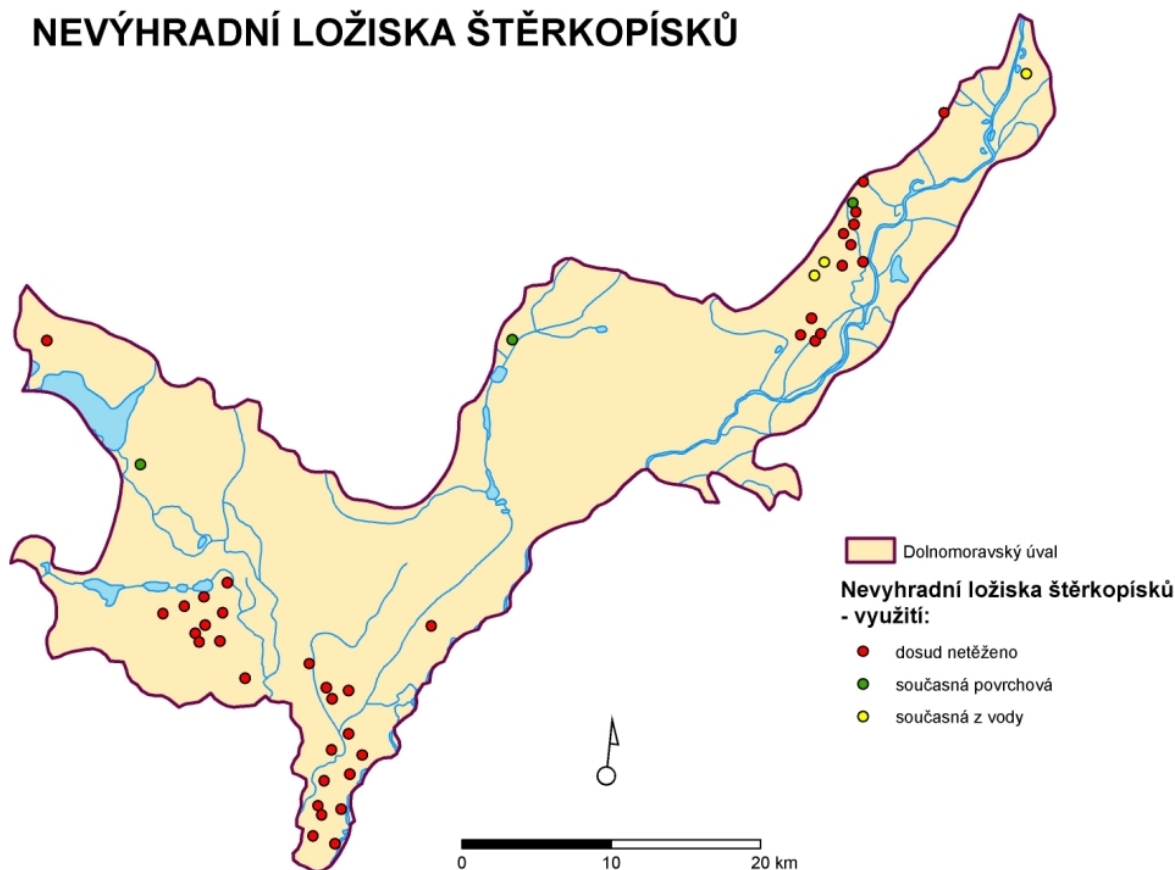 NEVÝHRADNÍ LOŽISKA ŠTĚRKOPÍSKŮ
Dolnomoravský úval
Nevyhradní ložiska štěrkopísků
- využití:
dosud netěženo
současná povrchová
současná z vody
0 10 20 km